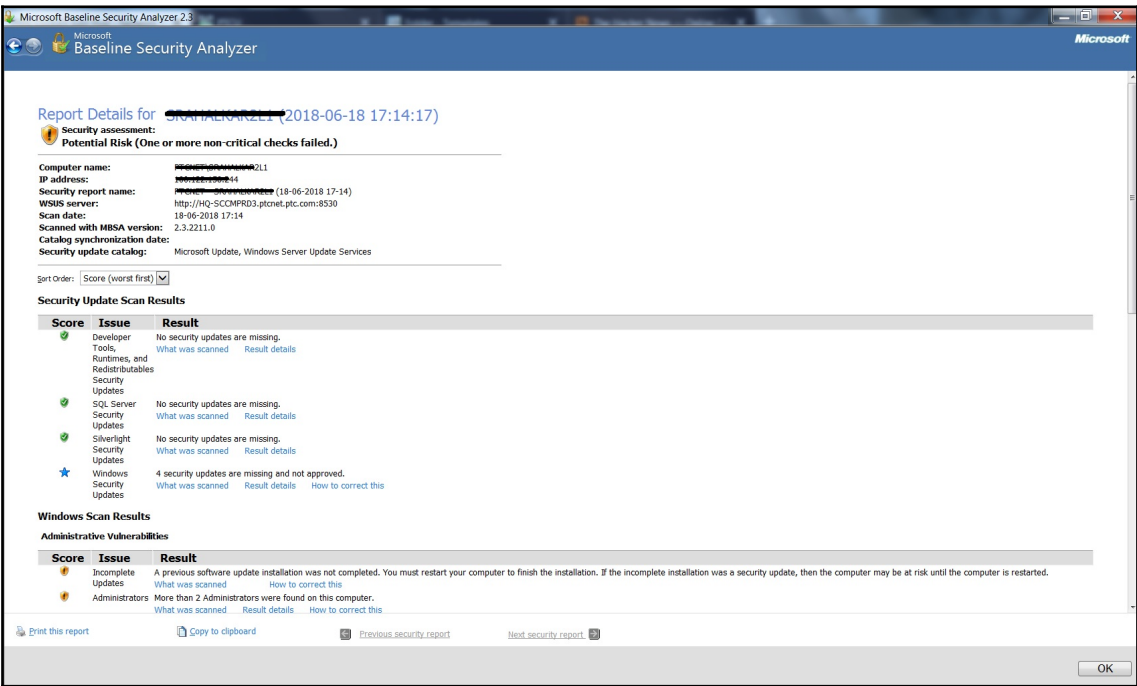 Microsoft Baseline Security Analyzer 2.3
Microsoft
Baseline Security Analyzer
Microsoft
Report Details for (2018-06-18 17:14:17)
Security assessment:
Potential Risk (One or more non-critical checks failed.)
Computer name: 2L1
IP address: 44
Security report name: (18-06-2018 17-14)
WSUS server: http://HQ-SCCMPRD3.ptcnet.ptc.com:8530
Scan date: 18-06-2018 17:14
Scanned with MBSA version: 2.3.2211.0
Catalog synchronization date:
Security update catalog: Microsoft Update, Windows Server Update Services
Sort Order: Score (worst first)
Security Update Scan Results
Score Issue Result
Developer No security updates are missing.
Tools, What was scanned Result details
Runtimes, and
Redistributables
Security
Updates
SQL Server No security updates are missing.
Security What was scanned Result details
Updates
Silverlight No security updates are missing.
Security What was scanned Result details
Updates
Windows 4 security updates are missing and not approved.
Security What was scanned Result details How to correct this
Updates
Windows Scan Results
Administrative Vulnerabilities
Score Issue Result
Incomplete A previous software update installation was not completed. You must restart your computer to finish the installation. If the incomplete installation was a security update, then the computer may be at risk until the computer is restarted.
Updates What was scanned How to correct this
Administrators More than 2 Administrators were found on this computer.
What was scanned Result details How to correct this
Print this report Copy to clipboard Previous security report Next security report
OK